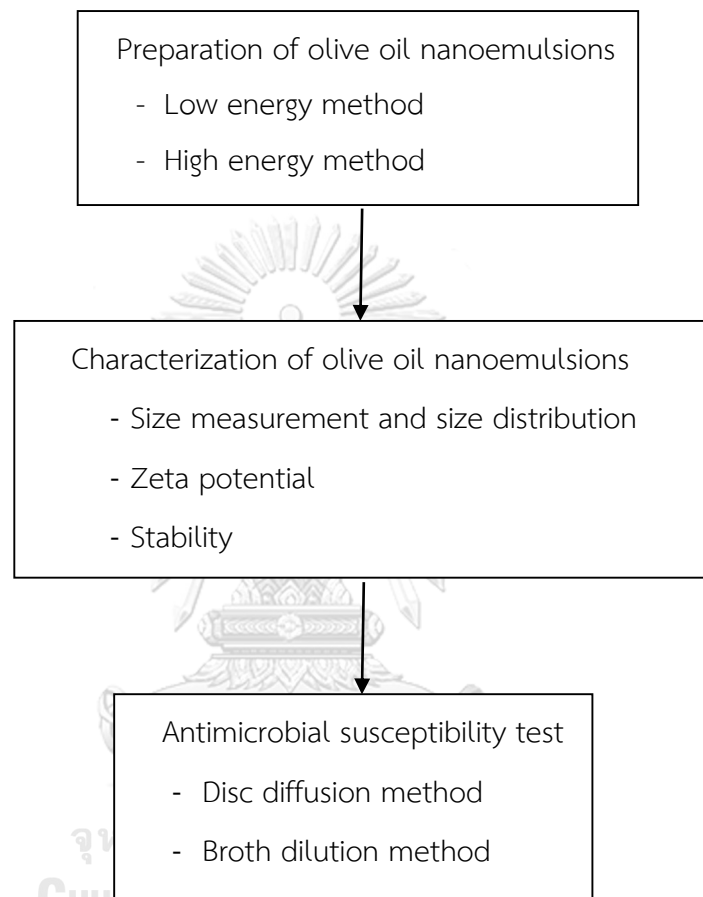 Preparation of olive oil nanoemulsions
- Low energy method
- High energy method
Characterization of olive oil nanoemulsions
- Size measurement and size distribution
- Zeta potential
- Stability
Antimicrobial susceptibility test
- Disc diffusion method
- Broth dilution method